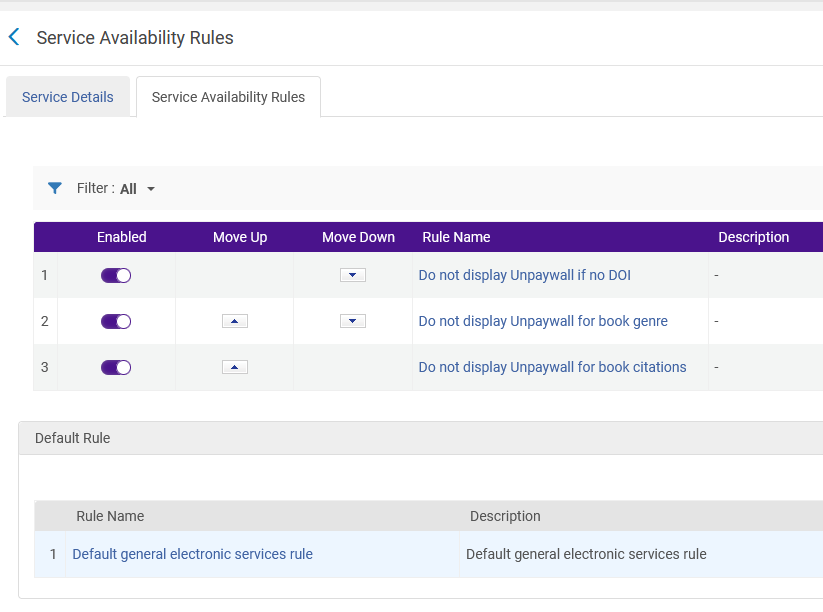 Service Availability Rules
Service Details Service Availability Rules
Filter : All
Enabled Move Up Move Down Rule Name Description
1 Do not display Unpaywall if no DOI -
2 Do not display Unpaywall for book genre -
3 Do not display Unpaywall for book citations -
Default Rule
Rule Name Description
1 Default general electronic services rule Default general electronic services rule